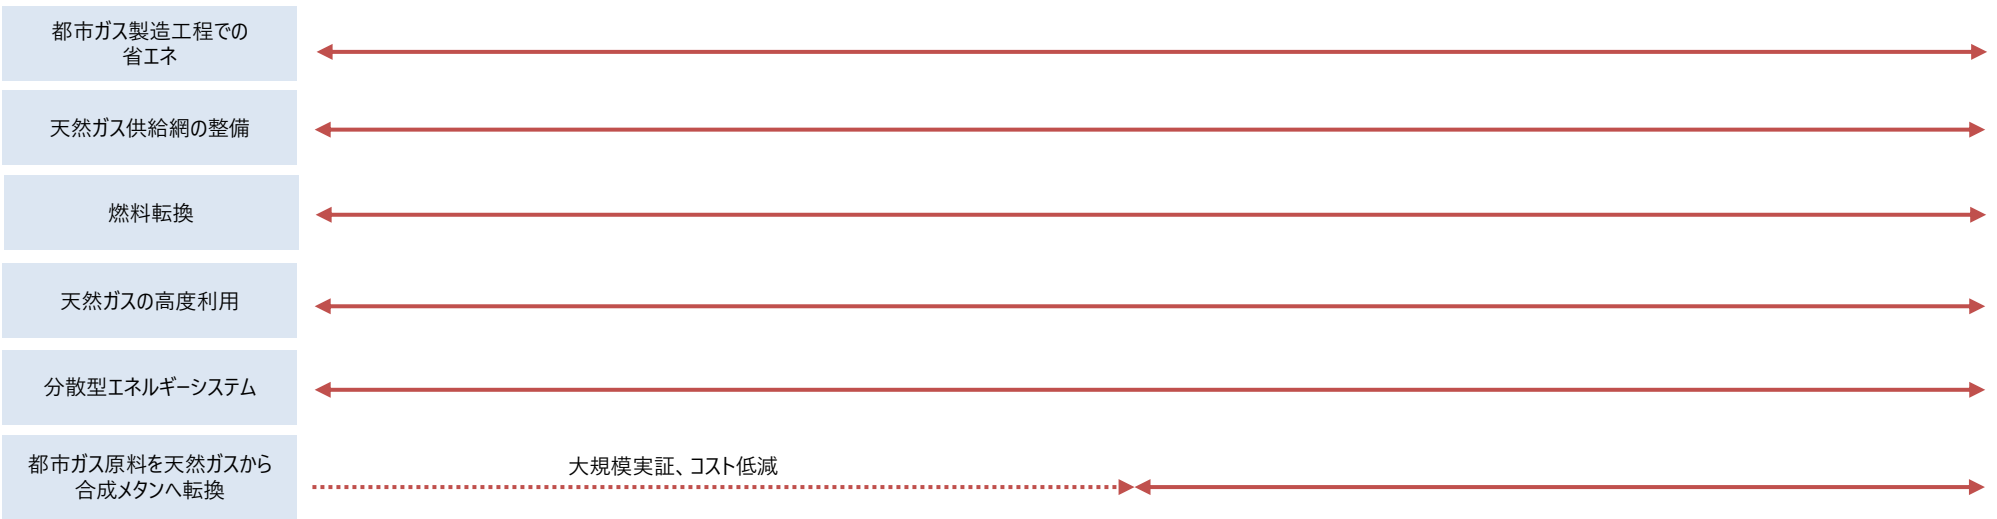 都市ガス製造工程での
省エネ
天然ガス供給網の整備
燃料転換
天然ガスの高度利用
分散型エネルギーシステム
都市ガス原料を天然ガスから
合成メタンへ転換
大規模実証、コスト低減